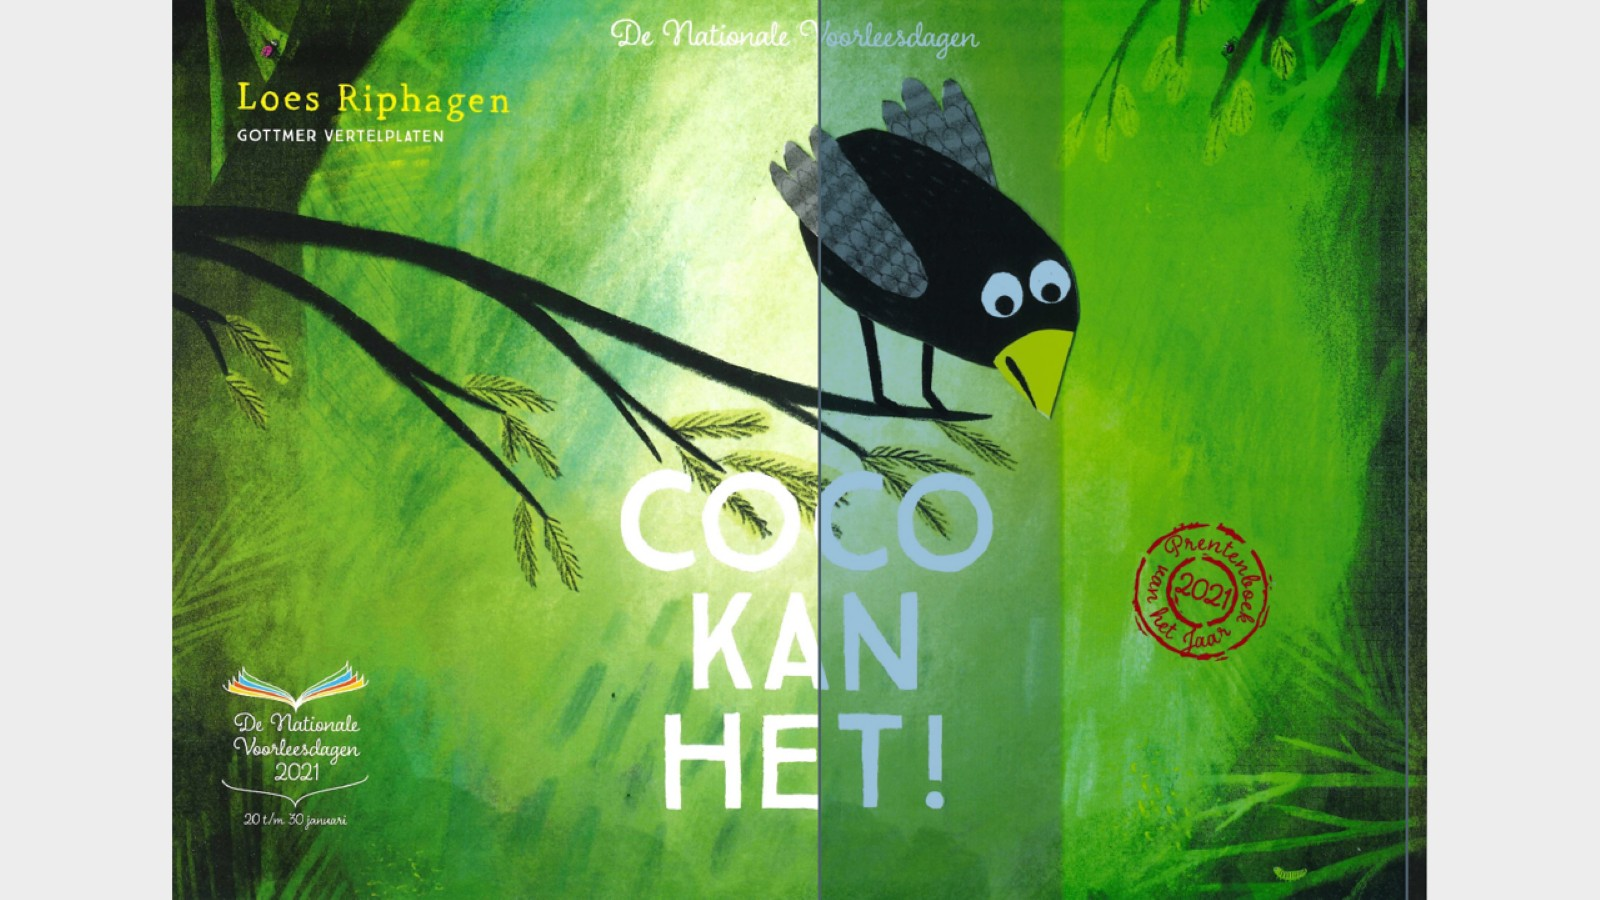 De Nationale Voorleesdagen
Loes Riphagen
GOTTMER VERTELPLATEN
COCO
KAN
HET!
Prentenboek
van het Jaar
2021
De Nationale
Voorleesdagen
2021
20 t/m 30 januari